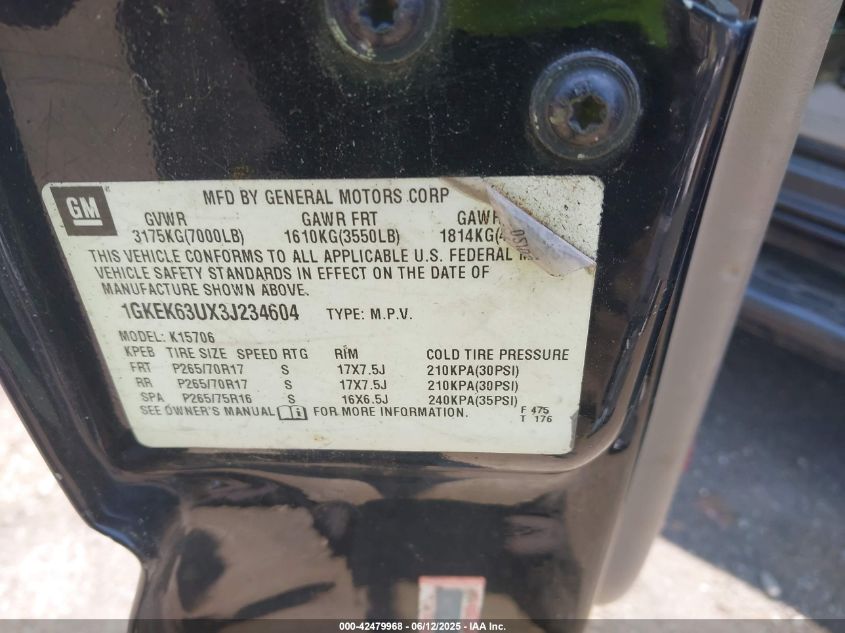 GM
MFD BY GENERAL MOTORS CORP
GVWR GAWR FRT GAWR
3175KG(7000LB) 1610KG(3550LB) 1814KG(4
THIS VEHICLE CONFORMS TO ALL APPLICABLE U.S. FEDERAL
VEHICLE SAFETY STANDARDS IN EFFECT ON THE DATE OF
MANUFACTURE SHOWN ABOVE.
1GKEK63UX3J234604 TYPE: M.P.V.
MODEL: K15706
KPEB TIRE SIZE SPEED RTG RIM COLD TIRE PRESSURE
FRT P265/70R17 S 17X7.5J 210KPA(30PSI)
RR P265/70R17 S 17X7.5J 210KPA(30PSI)
SPA P265/75R16 S 16X6.5J 240KPA(35PSI)
SEE OWNER'S MANUAL FOR MORE INFORMATION.
F 475
T 176
000-42479968 - 06/12/2025 - IAA Inc.